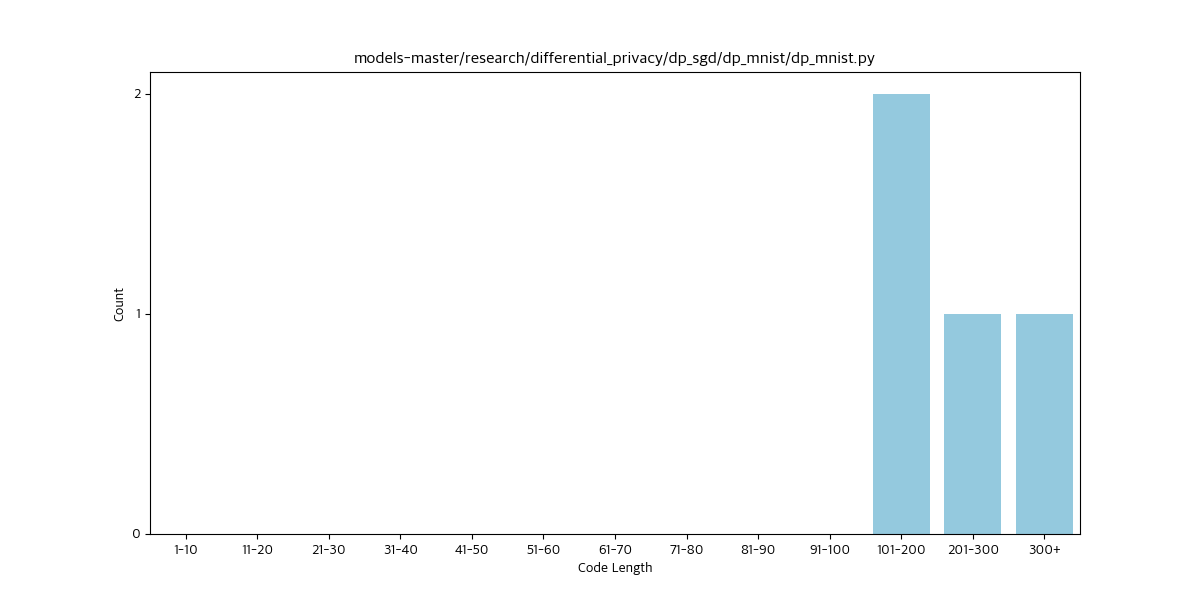 models-master/research/differential_privacy/dp_sgd/dp_mnist/dp_mnist.py
2
1
0
Count
1-10 11-20 21-30 31-40 41-50 51-60 61-70 71-80 81-90 91-100 101-200 201-300 300+
Code Length